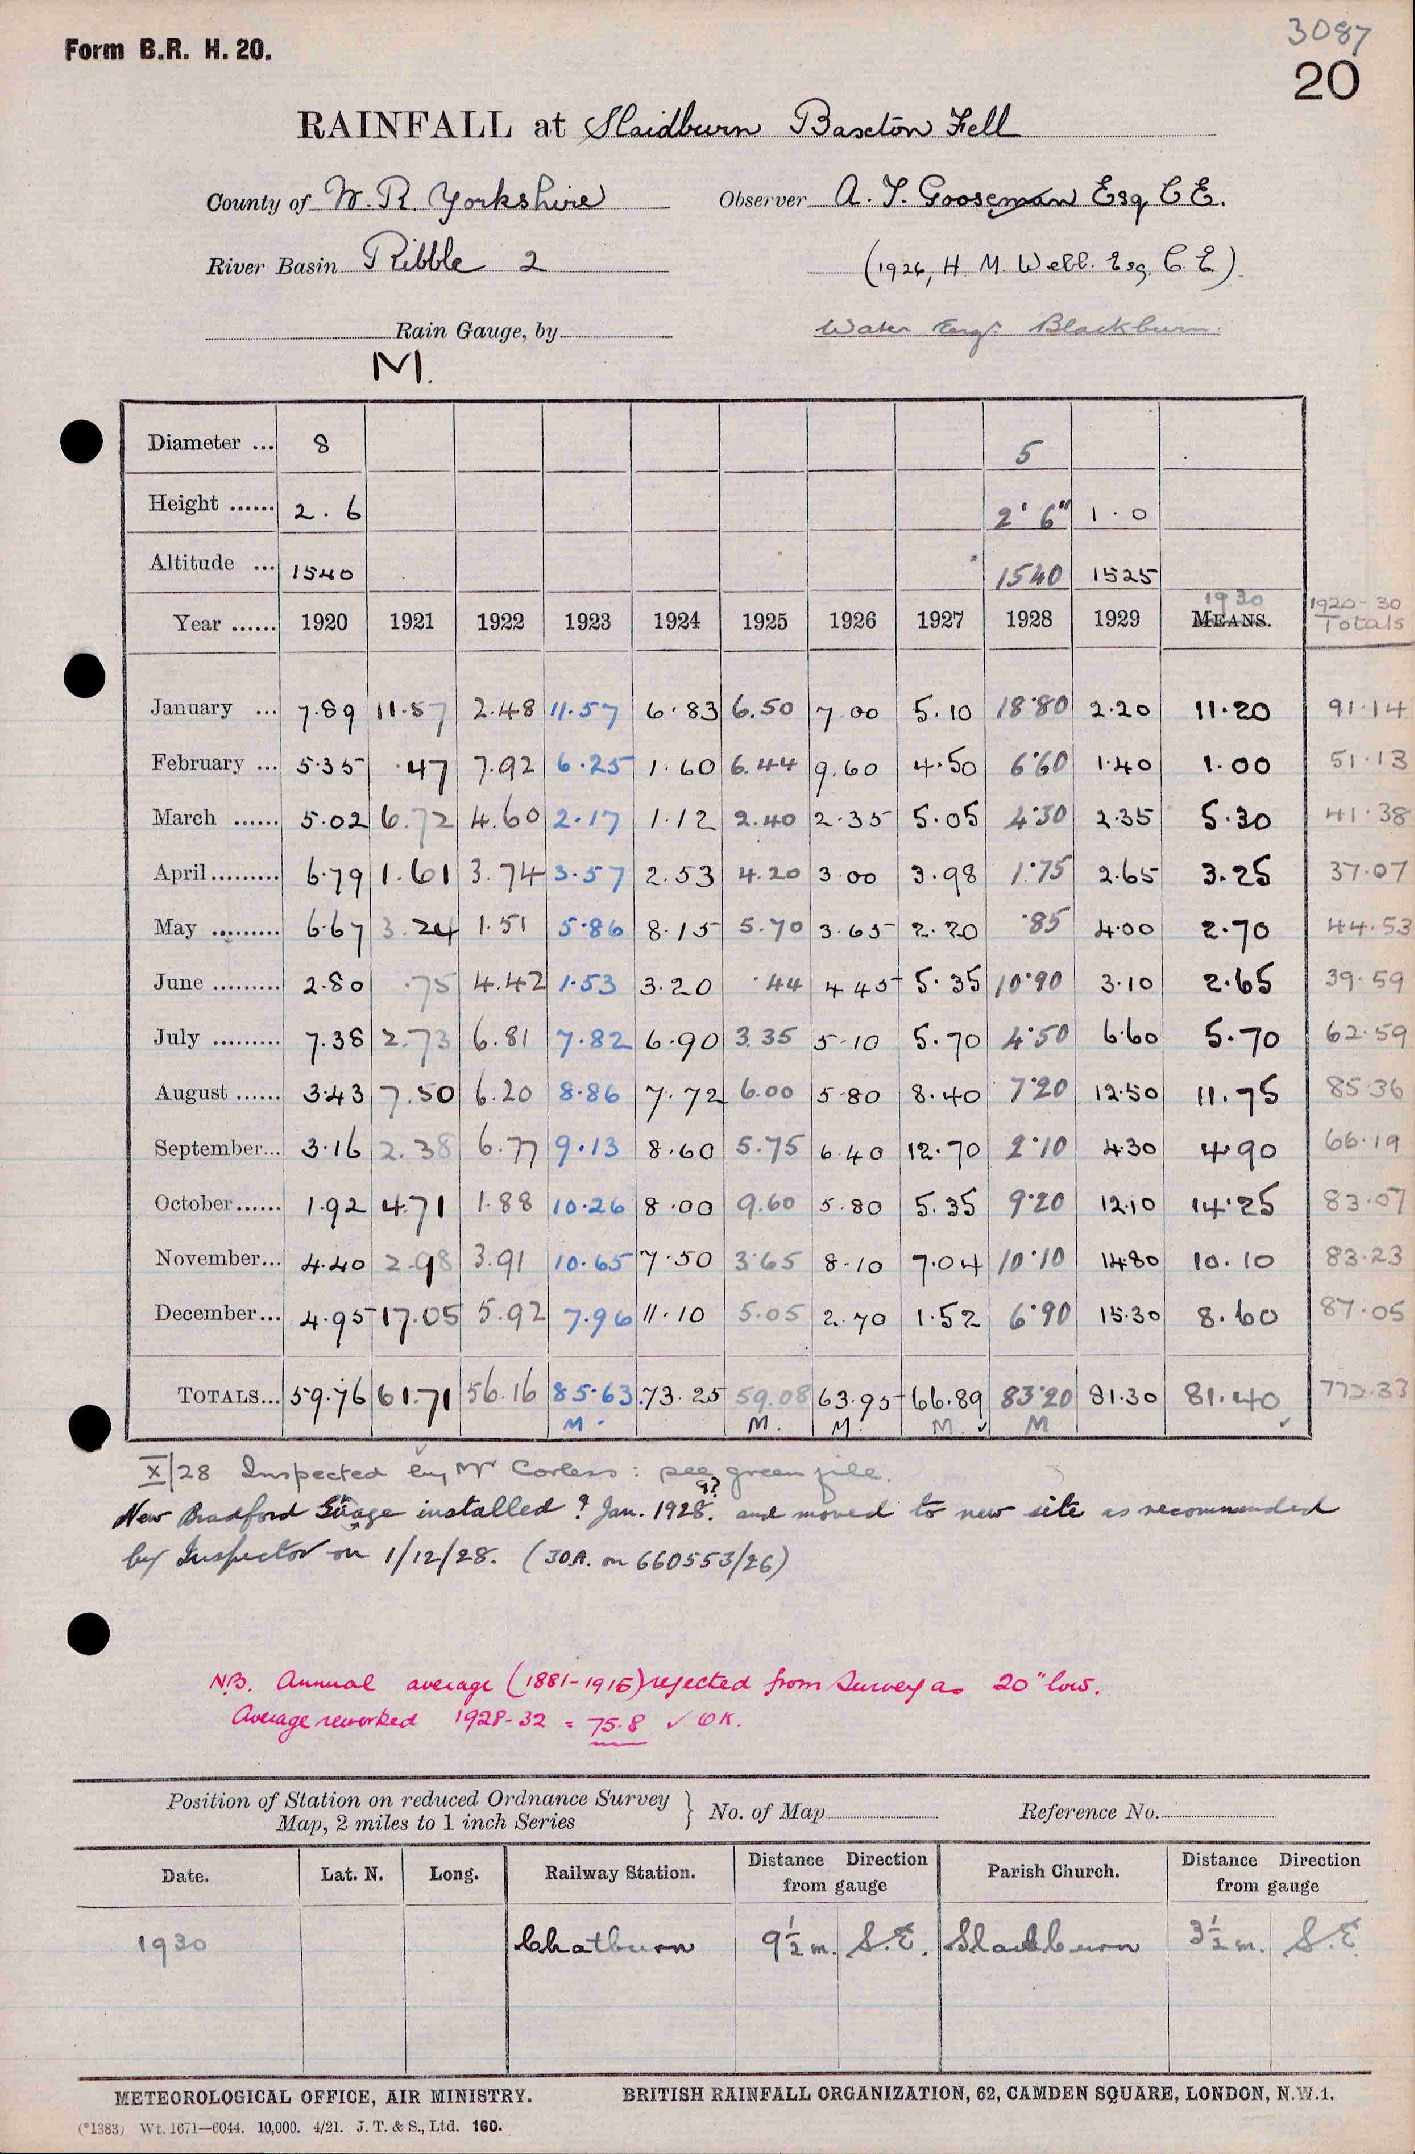 3087
Form B.R. H. 20.
20
RAINFALL at Slaidburn Baxton Fell
County of W. R. Yorkshire Observer A. T. Gooseman Esq C E.
River Basin Ribble 2 (1926, H. M. Webb. Esq. C. E).
Rain Gauge, by Water Engr. Blackburn.
M.
Diameter ... 8 5
Height ...... 2.6 2' 6" 1.0
Altitude ... 1540 1540 1525
Year ...... 1920 1921 1922 1923 1924 1925 1926 1927 1928 1929 1930 MEANS. 1920-30 Totals
January ... 7.89 11.57 2.48 11.57 6.83 6.50 7.00 5.10 18.80 2.20 11.20 91.14
February ... 5.35 .47 7.92 6.25 1.60 6.44 9.60 4.50 6.60 1.40 1.00 51.13
March ...... 5.02 6.72 4.60 2.17 1.12 2.40 2.35 5.05 4.30 2.35 5.30 41.38
April ......... 6.79 1.61 3.74 3.57 2.53 4.20 3.00 3.98 1.75 2.65 3.25 37.07
May ......... 6.67 3.24 1.51 5.86 8.15 5.70 3.65 2.20 .85 4.00 2.70 44.53
June ......... 2.80 .75 4.42 1.53 3.20 .44 4.45 5.35 10.90 3.10 2.65 39.59
July ......... 7.38 2.73 6.81 7.82 6.90 3.35 5.10 5.70 4.50 6.60 5.70 62.59
August ...... 3.43 7.50 6.20 8.86 7.72 6.00 5.80 8.40 7.20 12.50 11.75 85.36
September... 3.16 2.38 6.77 9.13 8.60 5.75 6.40 12.70 2.10 4.30 4.90 66.19
October ...... 1.92 4.71 1.88 10.26 8.00 9.60 5.80 5.35 9.20 12.10 14.25 83.07
November... 4.40 2.98 3.91 10.65 7.50 3.65 8.10 7.04 10.10 14.80 10.10 83.23
December... 4.95 17.05 5.92 7.96 11.10 5.05 2.70 1.52 6.90 15.30 8.60 87.05
TOTALS... 59.76 61.71 56.16 85.63 73.25 59.08 63.95 66.89 83.20 81.30 81.40 772.33
M. M. M. M. ✓ M ✓
X/28 Inspected by Mr Corless: see green file.
New Bradford Guage installed ? Jan. 1928.9? and moved to new site as recommended
by Inspector on 1/12/28. (JOA. on 660553/26)
N.B. Annual average (1881-1915) rejected from Survey as 20" low.
Average reworked 1928-32 = 75.8 ✓ OK.
Position of Station on reduced Ordnance Survey
Map, 2 miles to 1 inch Series } No. of Map Reference No.
Date. Lat. N. Long. Railway Station. Distance Direction from gauge Parish Church. Distance Direction from gauge
1930 Chatburn 9½ m. S.E. Slaidburn 3½ m. S.E.
METEOROLOGICAL OFFICE, AIR MINISTRY. BRITISH RAINFALL ORGANIZATION, 62, CAMDEN SQUARE, LONDON, N.W.1.
(*1383) Wt. 1671—6044. 10,000. 4/21. J. T. & S., Ltd. 160.